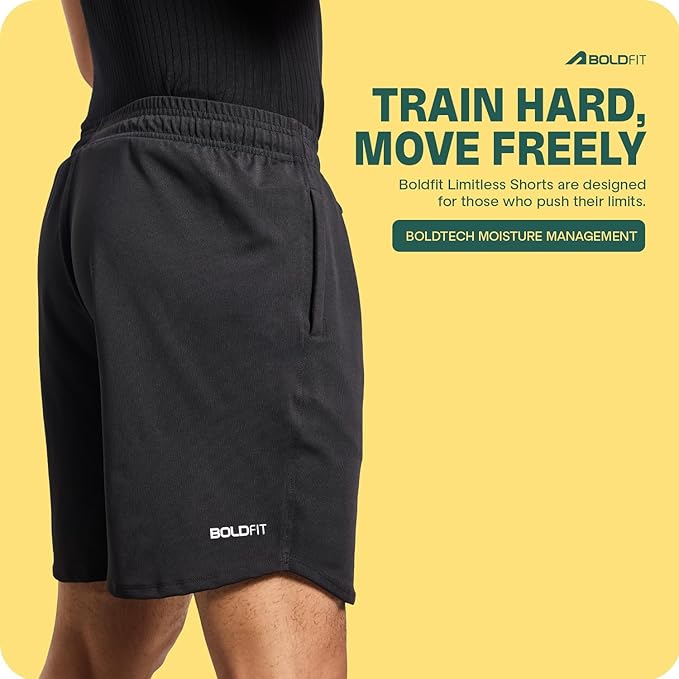 BOLDFIT
TRAIN HARD,
MOVE FREELY
Boldfit Limitless Shorts are designed
for those who push their limits.
BOLDTECH MOISTURE MANAGEMENT
BOLDFIT